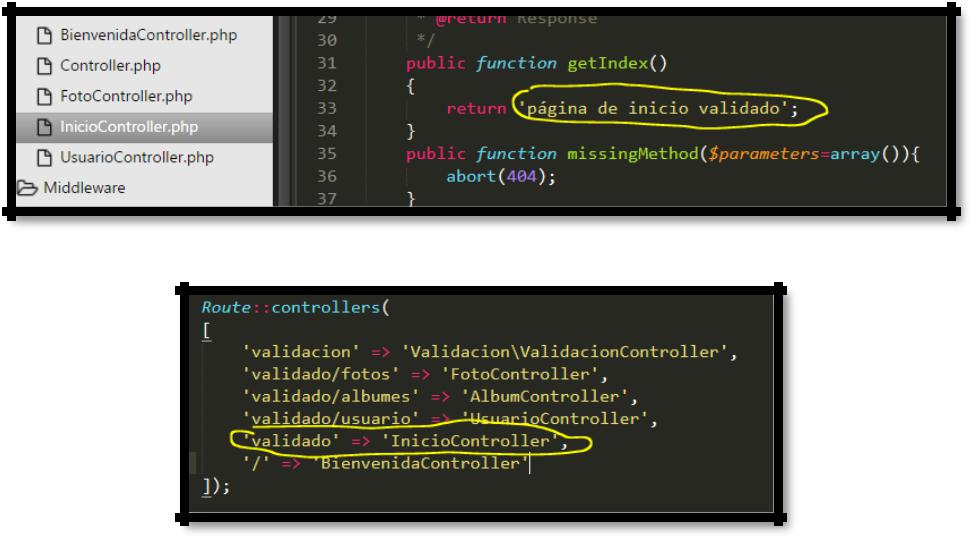 BienvenidaController.php
Controller.php
FotoController.php
InicioController.php
UsuarioController.php
Middleware
29 * @return Response
30 */
31 public function getIndex()
32 {
33 return 'página de inicio validado';
34 }
35 public function missingMethod($parameters=array()){
36 abort(404);
37 }
Route::controllers(
[
'validacion' => 'Validacion\ValidacionController',
'validado/fotos' => 'FotoController',
'validado/albumes' => 'AlbumController',
'validado/usuario' => 'UsuarioController',
'validado' => 'InicioController',
'/' => 'BienvenidaController'
]);